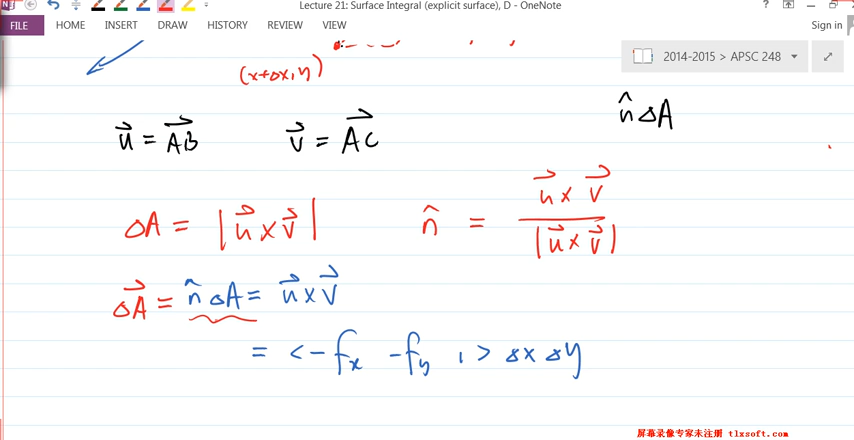 Lecture 21: Surface Integral (explicit surface), D - OneNote
FILE HOME INSERT DRAW HISTORY REVIEW VIEW Sign in
2014-2015 > APSC 248
(x+Δx, y)
n̂ΔA
u⃗ = A⃗B⃗ v⃗ = A⃗C⃗
ΔA = |u⃗ × v⃗| n̂ = u⃗ × v⃗ / |u⃗ × v⃗|
ΔA⃗ = n̂ΔA = u⃗ × v⃗
= < -fx -fy , 1 > Δx Δy
屏幕录像专家未注册 tlxsoft.com